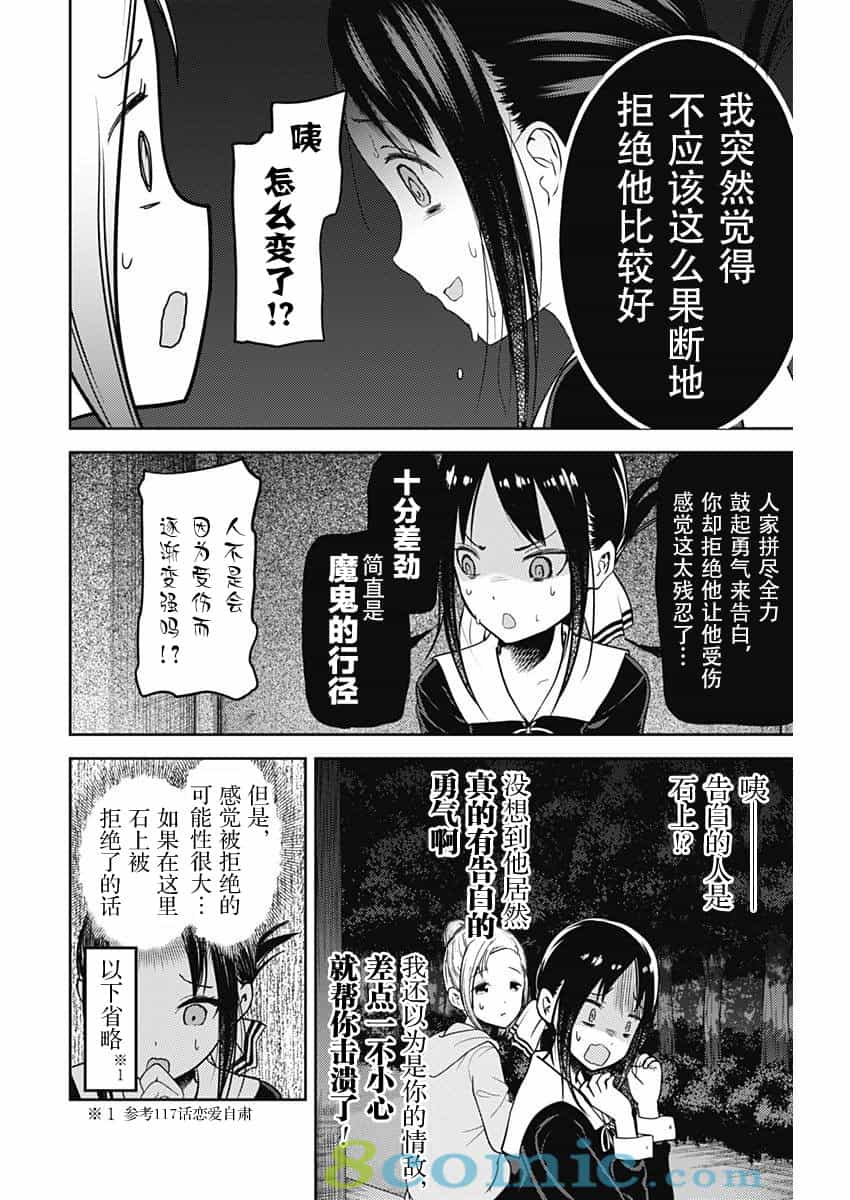 我突然觉得
不应该这么果断地
拒绝他比较好
咦
怎么变了!?
人家拼尽全力
鼓起勇气来告白,
你却拒绝他让他受伤
感觉这太残忍了…
十分差劲
简直是
魔鬼的行径
人不是会
因为受伤而
逐渐变强吗!?
咦——
告白的人是
石上!?
没想到他居然
真的有告白的
勇气啊
我还以为是你的情敌,
差点一不小心
就帮你击溃了!
但是,
感觉被拒绝的
可能性很大…
如果在这里
石上被
拒绝了的话
以下省略※1
※1 参考117话恋爱自肃
8comic.com